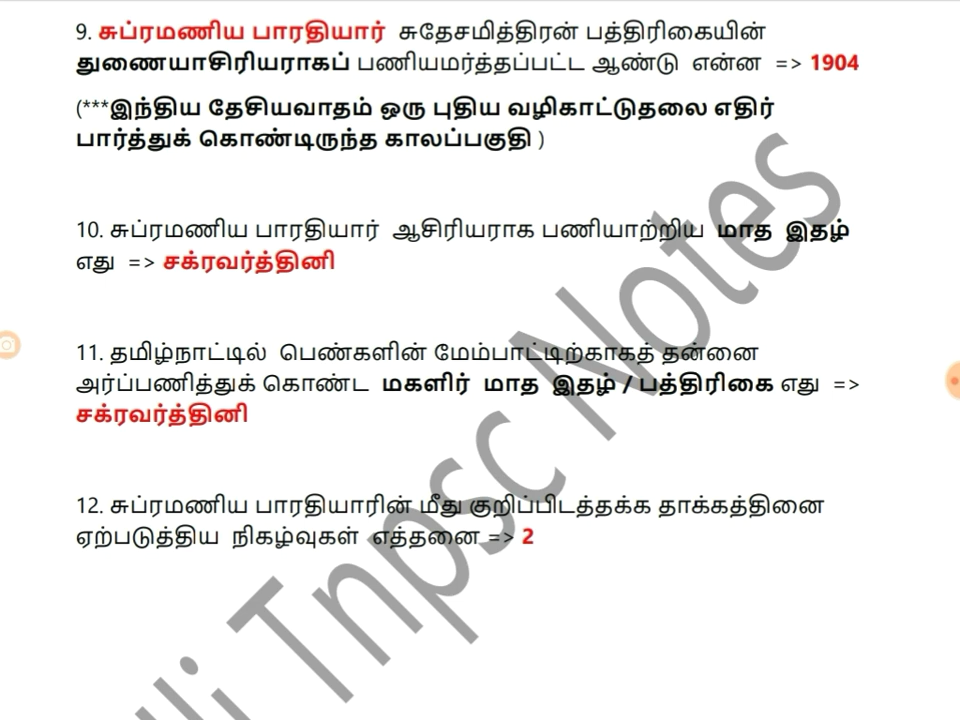 9. சுப்ரமணிய பாரதியார் சுதேசமித்திரன் பத்திரிகையின்
துணையாசிரியராகப் பணியமர்த்தப்பட்ட ஆண்டு என்ன => 1904
(***இந்திய தேசியவாதம் ஒரு புதிய வழிகாட்டுதலை எதிர்
பார்த்துக் கொண்டிருந்த காலப்பகுதி )
10. சுப்ரமணிய பாரதியார் ஆசிரியராக பணியாற்றிய மாத இதழ்
எது => சக்ரவர்த்தினி
11. தமிழ்நாட்டில் பெண்களின் மேம்பாட்டிற்காகத் தன்னை
அர்ப்பணித்துக் கொண்ட மகளிர் மாத இதழ் / பத்திரிகை எது =>
சக்ரவர்த்தினி
12. சுப்ரமணிய பாரதியாரின் மீது குறிப்பிடத்தக்க தாக்கத்தினை
ஏற்படுத்திய நிகழ்வுகள் எத்தனை => 2
Tnpsc Notes